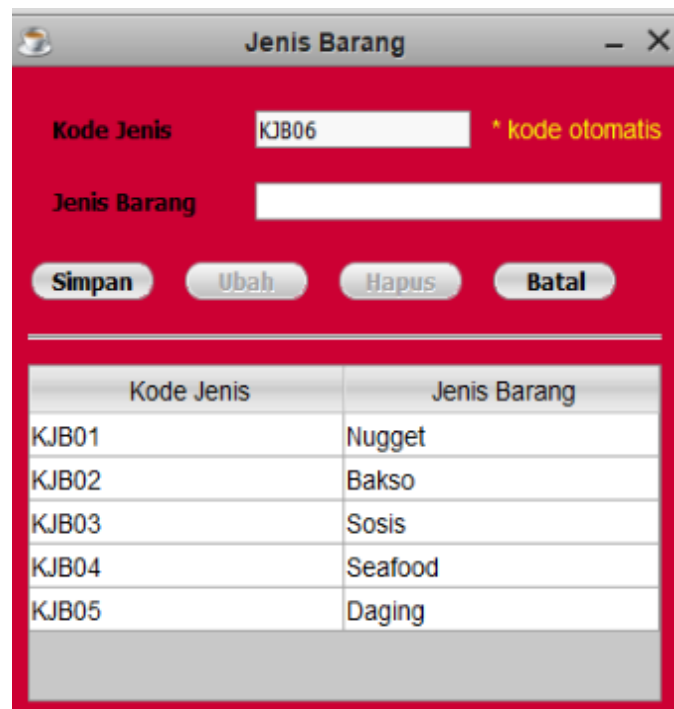 Jenis Barang
Kode Jenis KJB06 * kode otomatis
Jenis Barang
Simpan Ubah Hapus Batal
Kode Jenis Jenis Barang
KJB01 Nugget
KJB02 Bakso
KJB03 Sosis
KJB04 Seafood
KJB05 Daging